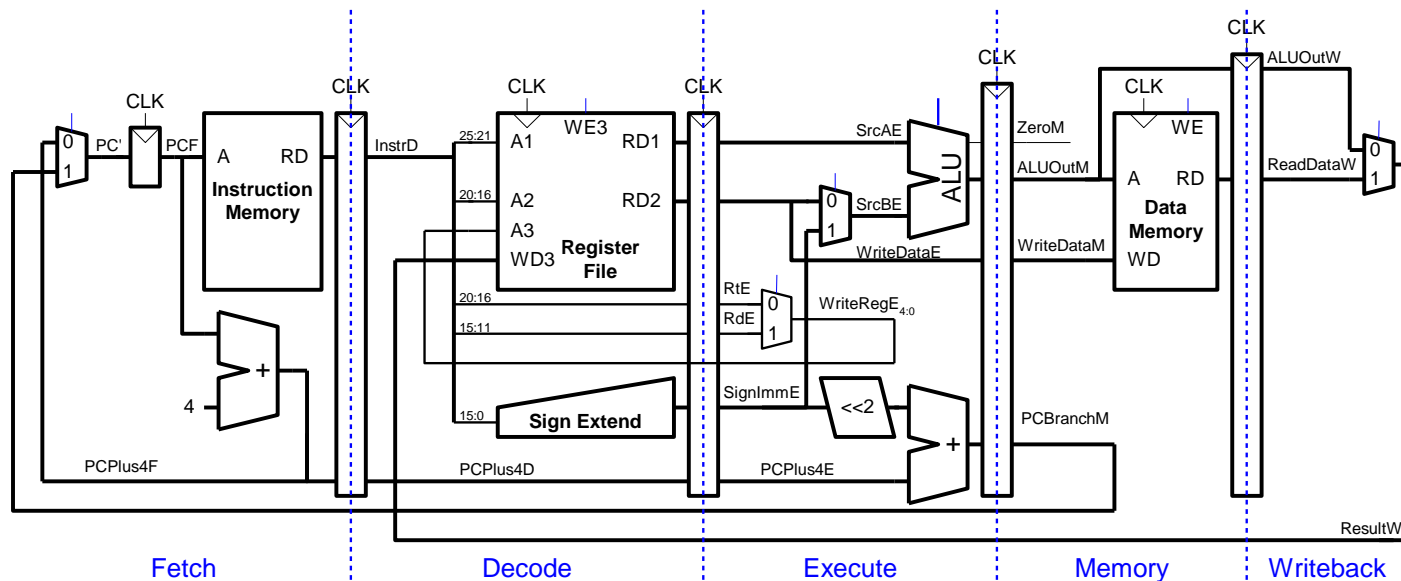 CLK
CLK
CLK
CLK
CLK
CLK
CLK
0
1
PC'
PCF
A
RD
Instruction
Memory
4
+
PCPlus4F
InstrD
25:21
20:16
20:16
15:11
15:0
A1
A2
A3
WD3
WE3
RD1
RD2
Register
File
Sign Extend
PCPlus4D
SrcAE
0
1
SrcBE
ALU
WriteDataE
RtE
RdE
0
1
WriteRegE4:0
SignImmE
<<2
+
PCPlus4E
ZeroM
ALUOutM
WriteDataM
PCBranchM
WE
A
RD
Data
Memory
WD
ALUOutW
ReadDataW
0
1
ResultW
Fetch
Decode
Execute
Memory
Writeback